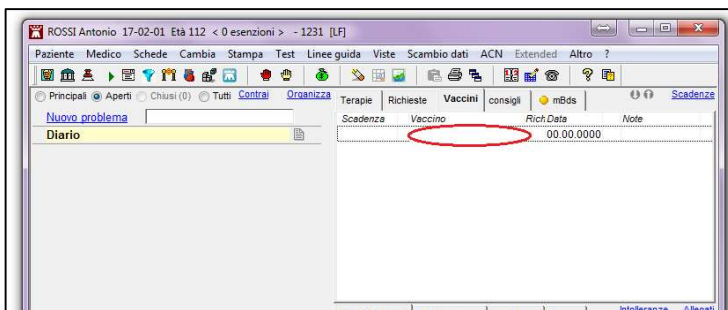 ROSSI Antonio 17-02-01 Età 112 < 0 esenzioni > - 1231 [LF]
Paziente Medico Schede Cambia Stampa Test Linee guida Viste Scambio dati ACN Extended Altro ?
Principali Aperti Chiusi (0) Tutti Contrai Organizza
Terapie Richieste Vaccini consigli mBds Scadenze
Nuovo problema
Scadenza Vaccino Rich.Data Note
Diario
00.00.0000
Intolleranze Allegati